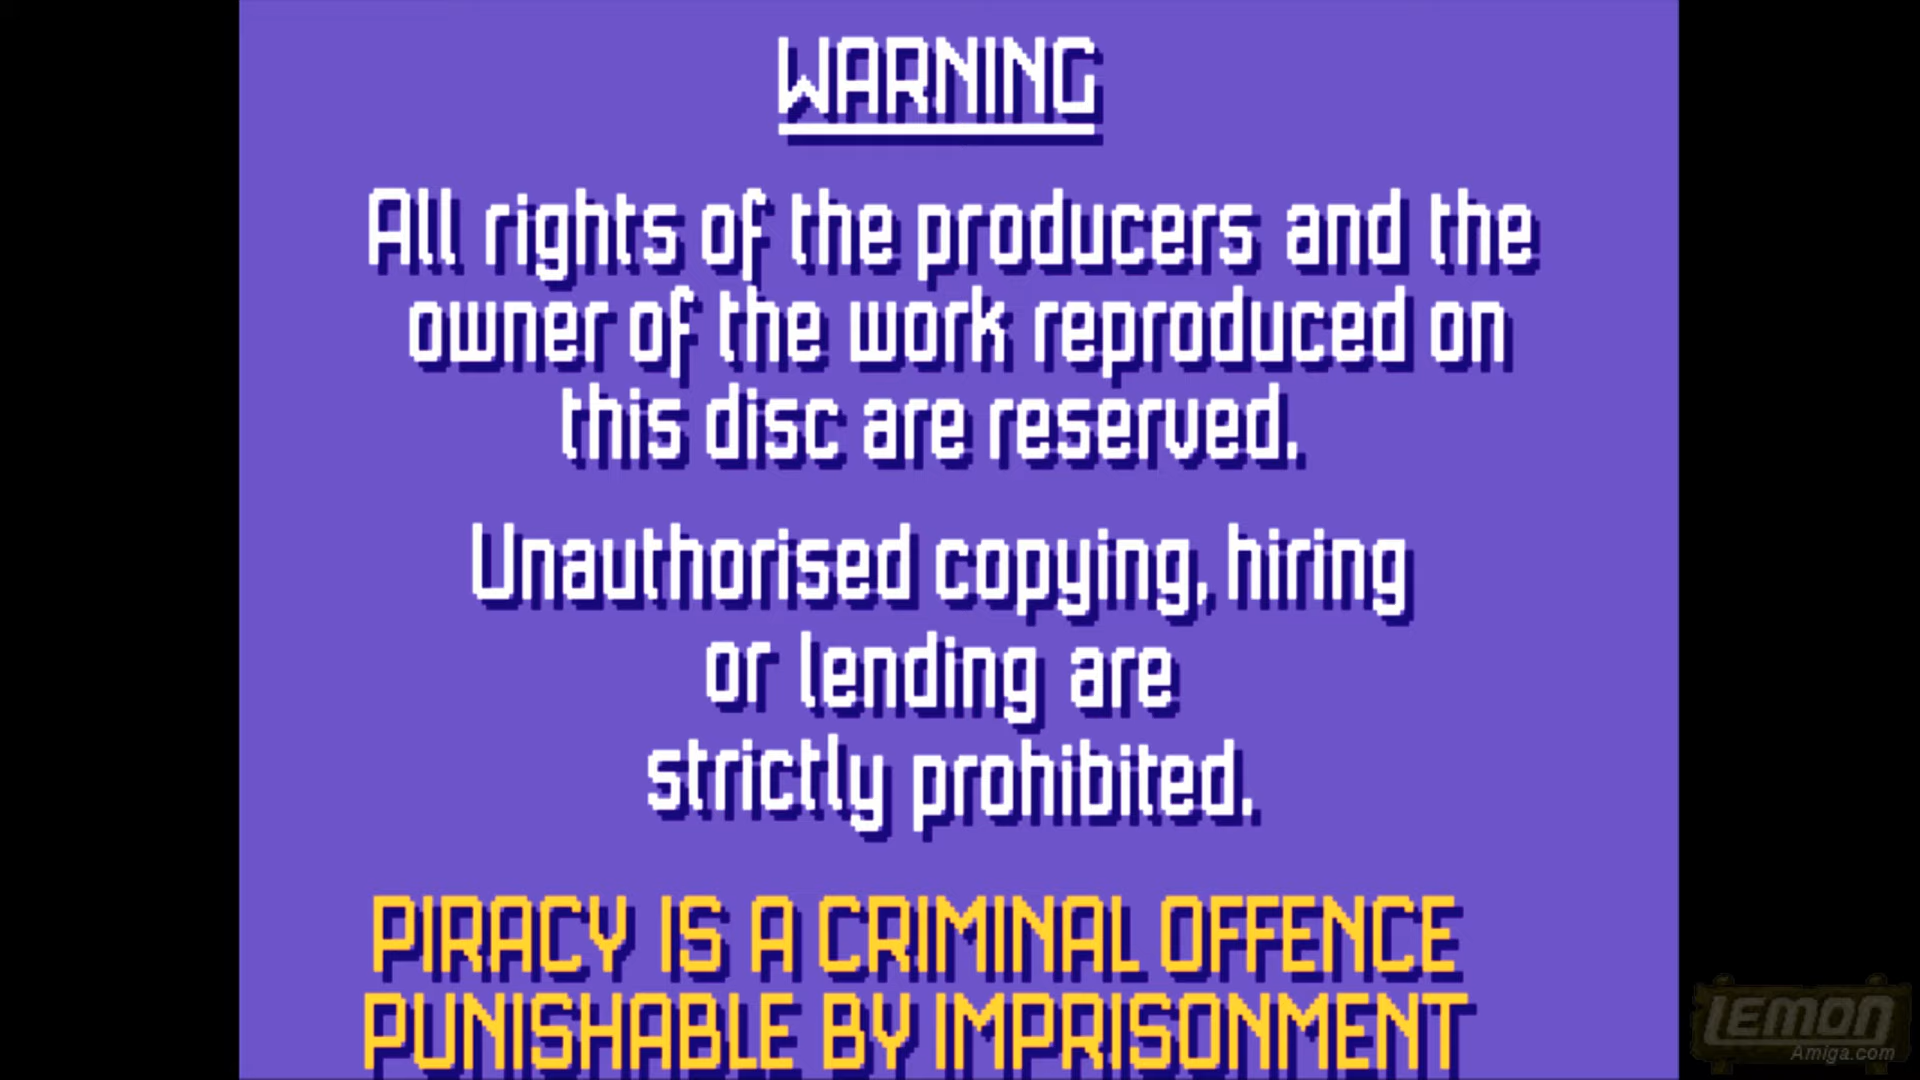 WARNING
All rights of the producers and the
owner of the work reproduced on
this disc are reserved.
Unauthorised copying, hiring
or lending are
strictly prohibited.
PIRACY IS A CRIMINAL OFFENCE
PUNISHABLE BY IMPRISONMENT
LEMON
Amiga.com